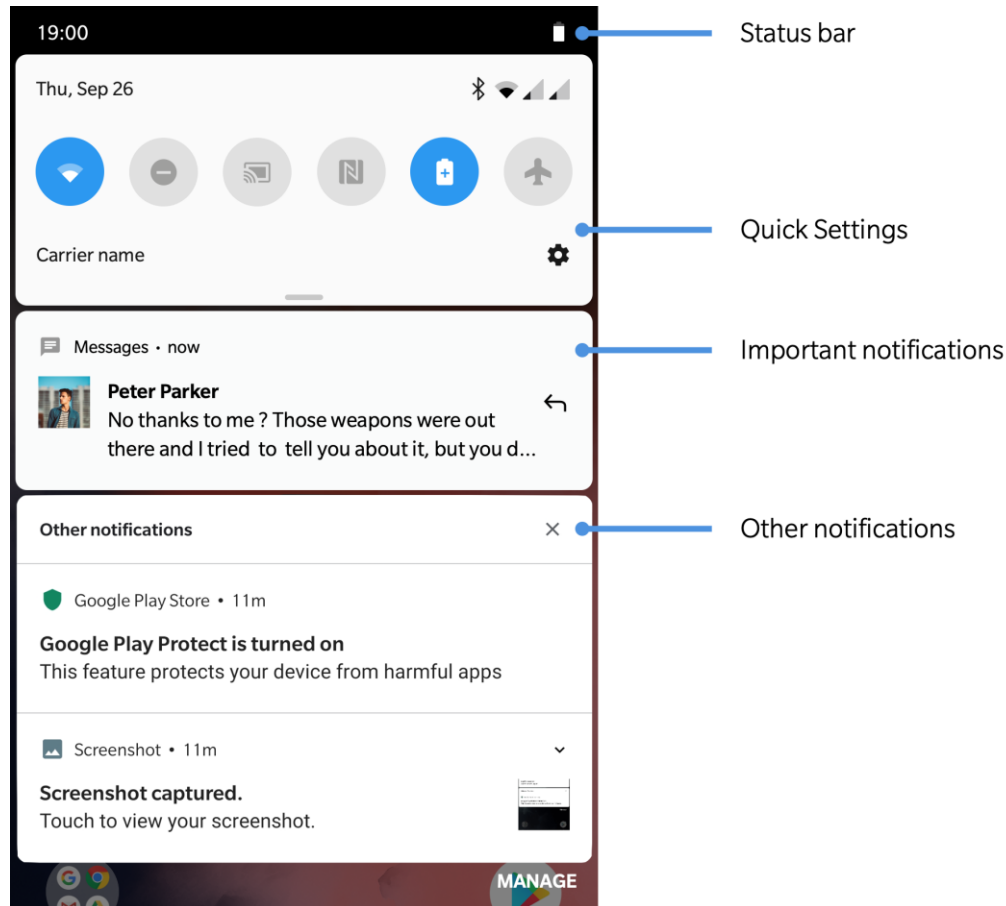 19:00
Status bar
Thu, Sep 26
Quick Settings
Carrier name
Messages • now
Important notifications
Peter Parker
No thanks to me ? Those weapons were out
there and I tried to tell you about it, but you d...
Other notifications
Other notifications
Google Play Store • 11m
Google Play Protect is turned on
This feature protects your device from harmful apps
Screenshot • 11m
Screenshot captured.
Touch to view your screenshot.
MANAGE